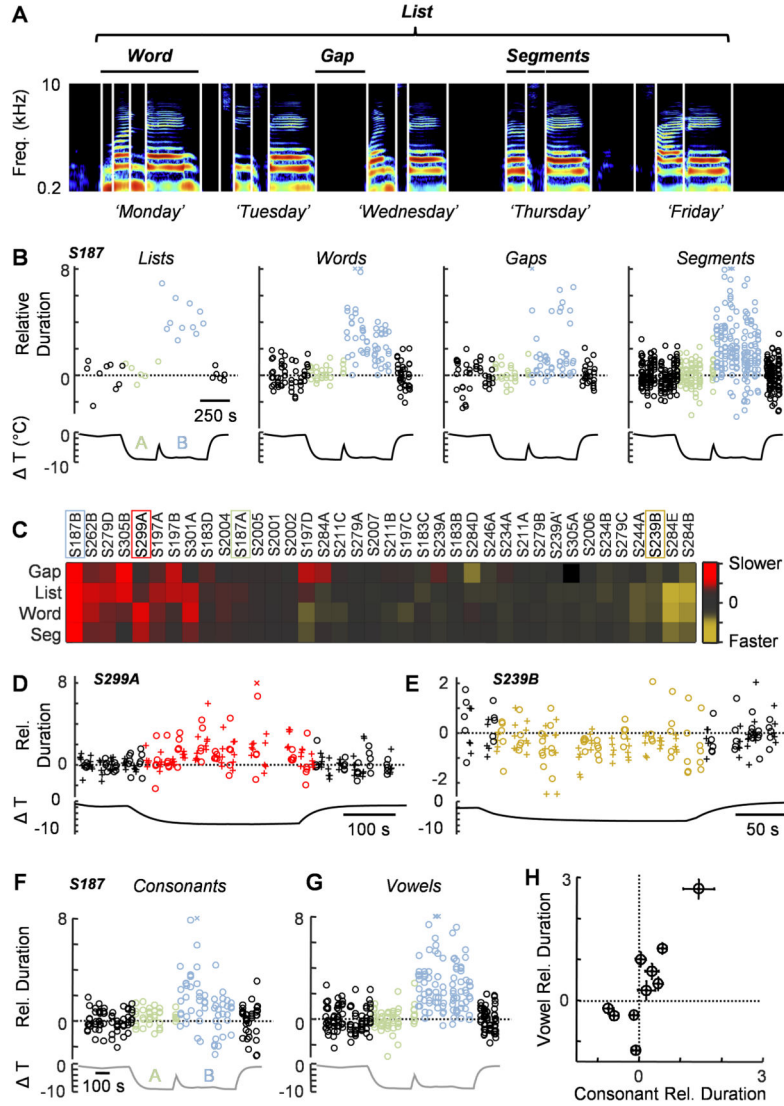 A
List
Word Gap Segments
10
Freq. (kHz)
0.2
'Monday' 'Tuesday' 'Wednesday' 'Thursday' 'Friday'
B
S187
Lists Words Gaps Segments
8
Relative Duration
0
250 s
Δ T (°C)
0
-10
A B
C
S187B S262B S279D S305B S299A S197A S197B S301A S183D S2004 S187A S2005 S2001 S2002 S197D S284A S211C S279A S2007 S211B S197C S183C S239A S183B S284D S246A S234A S211A S279B S239A' S305A S2006 S234B S279C S244A S239B S284E S284B
Gap
List
Word
Seg
Slower
0
Faster
D
S299A
8
Rel. Duration
0
Δ T
0
-10
100 s
E
S239B
2
0
-2
0
-10
50 s
F
S187
Consonants
8
Rel. Duration
0
Δ T
0
-10
100 s
A B
G
Vowels
8
0
0
-10
H
3
Vowel Rel. Duration
0
0 3
Consonant Rel. Duration